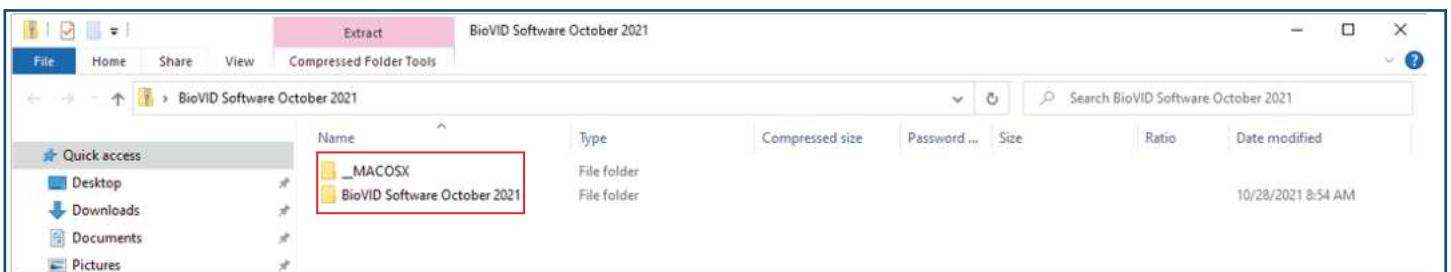 Extract
BioVID Software October 2021
File Home Share View Compressed Folder Tools
BioVID Software October 2021
Search BioVID Software October 2021
Name Type Compressed size Password ... Size Ratio Date modified
Quick access
__MACOSX File folder
Desktop
BioVID Software October 2021 File folder 10/28/2021 8:54 AM
Downloads
Documents
Pictures